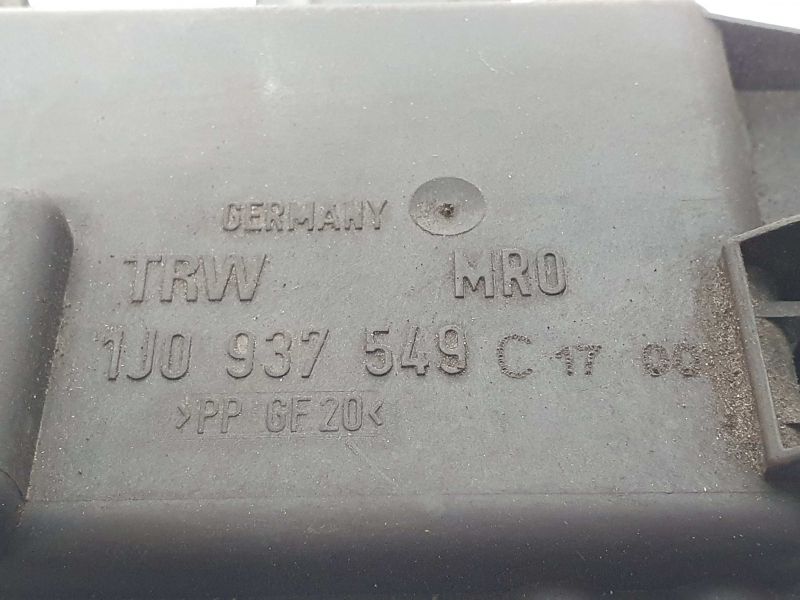 GERMANY
TRW MRO
1J0 937 549 C 17 00
>PP GF20<